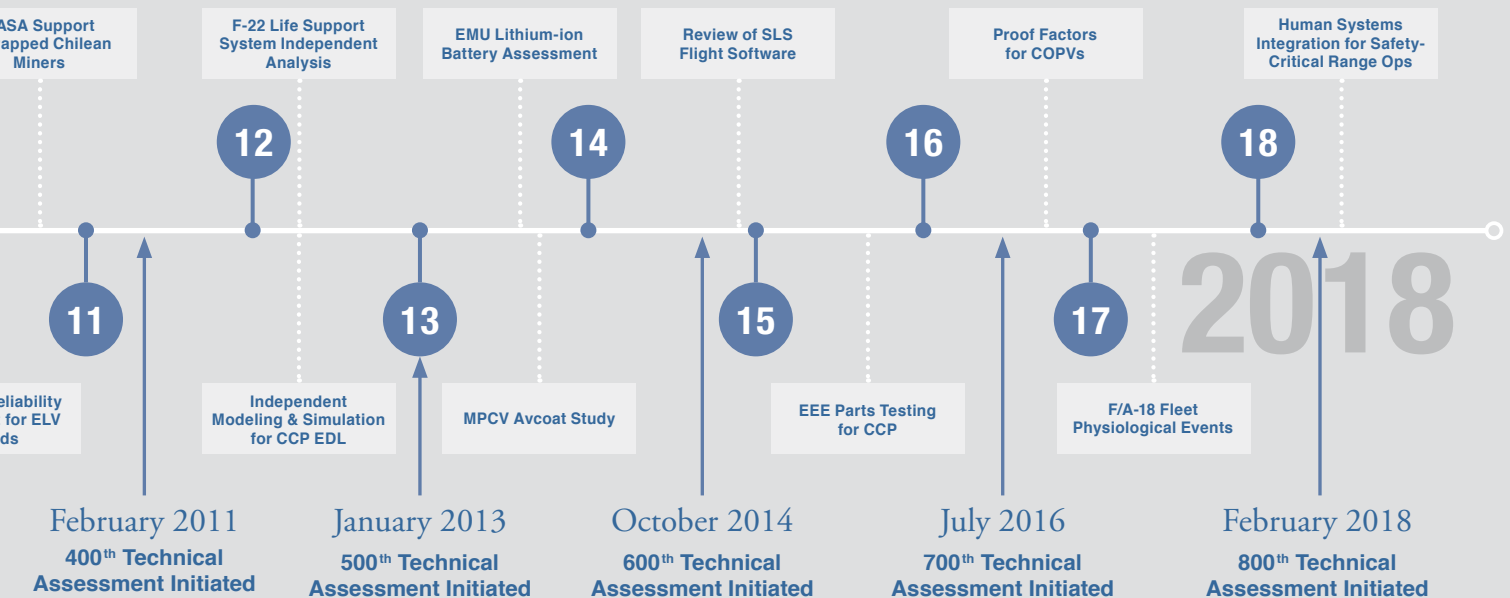 ASA Support
apped Chilean
Miners
F-22 Life Support
System Independent
Analysis
EMU Lithium-ion
Battery Assessment
Review of SLS
Flight Software
Proof Factors
for COPVs
Human Systems
Integration for Safety-
Critical Range Ops
12
14
16
18
2018
11
13
15
17
eliability
for ELV
ds
Independent
Modeling & Simulation
for CCP EDL
MPCV Avcoat Study
EEE Parts Testing
for CCP
F/A-18 Fleet
Physiological Events
February 2011
400th Technical
Assessment Initiated
January 2013
500th Technical
Assessment Initiated
October 2014
600th Technical
Assessment Initiated
July 2016
700th Technical
Assessment Initiated
February 2018
800th Technical
Assessment Initiated